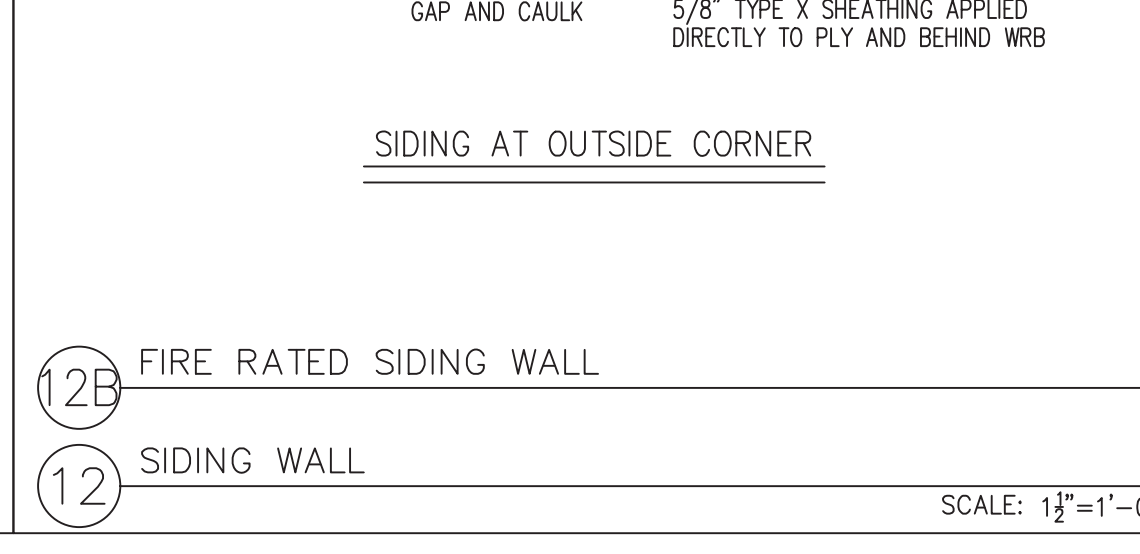 GAP AND CAULK
5/8" TYPE X SHEATHING APPLIED
DIRECTLY TO PLY AND BEHIND WRB
SIDING AT OUTSIDE CORNER
12B FIRE RATED SIDING WALL
12 SIDING WALL
SCALE: 1½"=1'-0